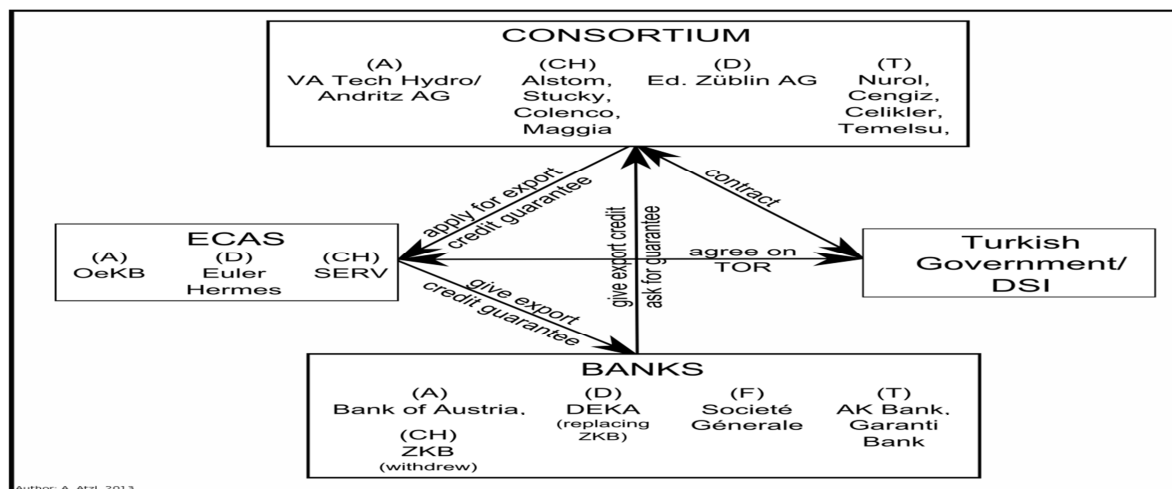 CONSORTIUM
(A)
VA Tech Hydro/
Andritz AG
(CH)
Alstom,
Stucky,
Colenco,
Maggia
(D)
Ed. Züblin AG
(T)
Nurol,
Cengiz,
Celikler,
Temelsu,
apply for export
credit guarantee
give export credit
ask for guarantee
contract
ECAS
(A)
OeKB
(D)
Euler
Hermes
(CH)
SERV
agree on
TOR
Turkish
Government/
DSI
give export
credit guarantee
BANKS
(A)
Bank of Austria,
(CH)
ZKB
(withdrew)
(D)
DEKA
(replacing
ZKB)
(F)
Societé
Génerale
(T)
AK Bank,
Garanti
Bank
Author: A. Atzl, 2013